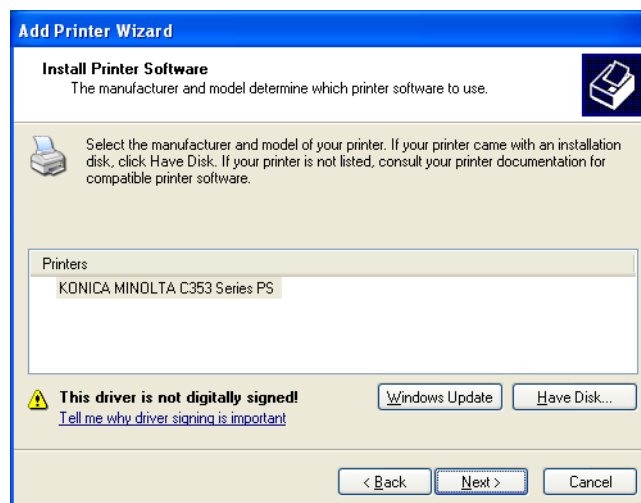 Add Printer Wizard
Install Printer Software
The manufacturer and model determine which printer software to use.
Select the manufacturer and model of your printer. If your printer came with an installation
disk, click Have Disk. If your printer is not listed, consult your printer documentation for
compatible printer software.
Printers
KONICA MINOLTA C353 Series PS
This driver is not digitally signed!
Tell me why driver signing is important
Windows Update
Have Disk...
< Back
Next >
Cancel